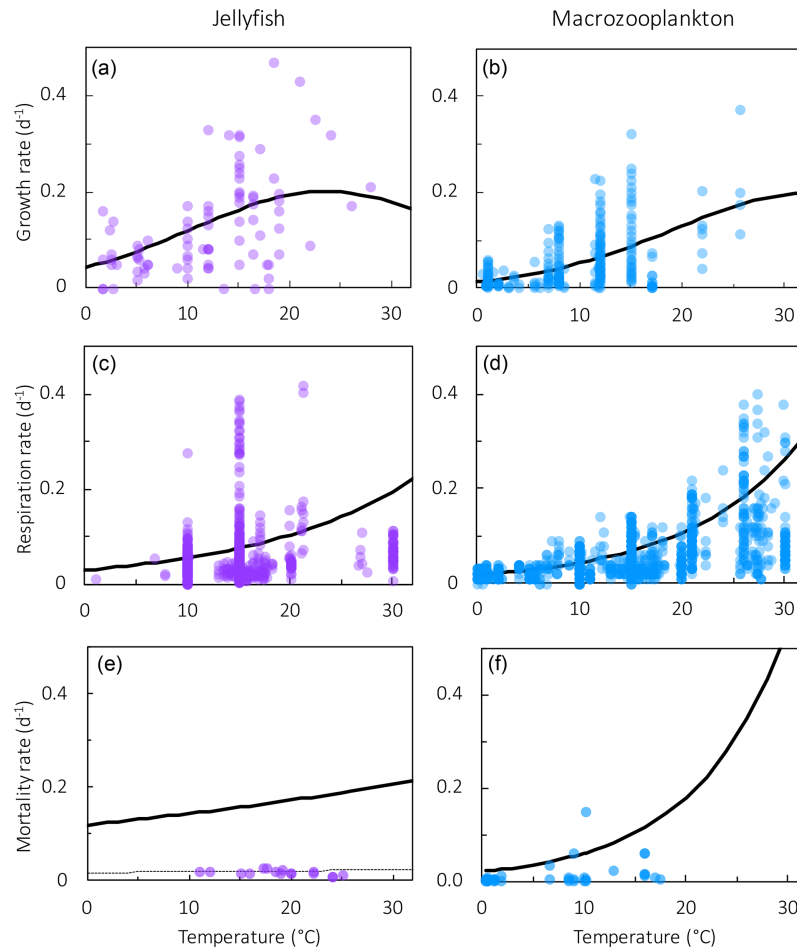 Jellyfish Macrozooplankton
(a) (b)
Growth rate (d-1)
0.4 0.4
0.2 0.2
0 0
0 10 20 30 0 10 20 30
(c) (d)
Respiration rate (d-1)
0.4 0.4
0.2 0.2
0 0
0 10 20 30 0 10 20 30
(e) (f)
Mortality rate (d-1)
0.4 0.4
0.2 0.2
0 0
0 10 20 30 0 10 20 30
Temperature (°C) Temperature (°C)